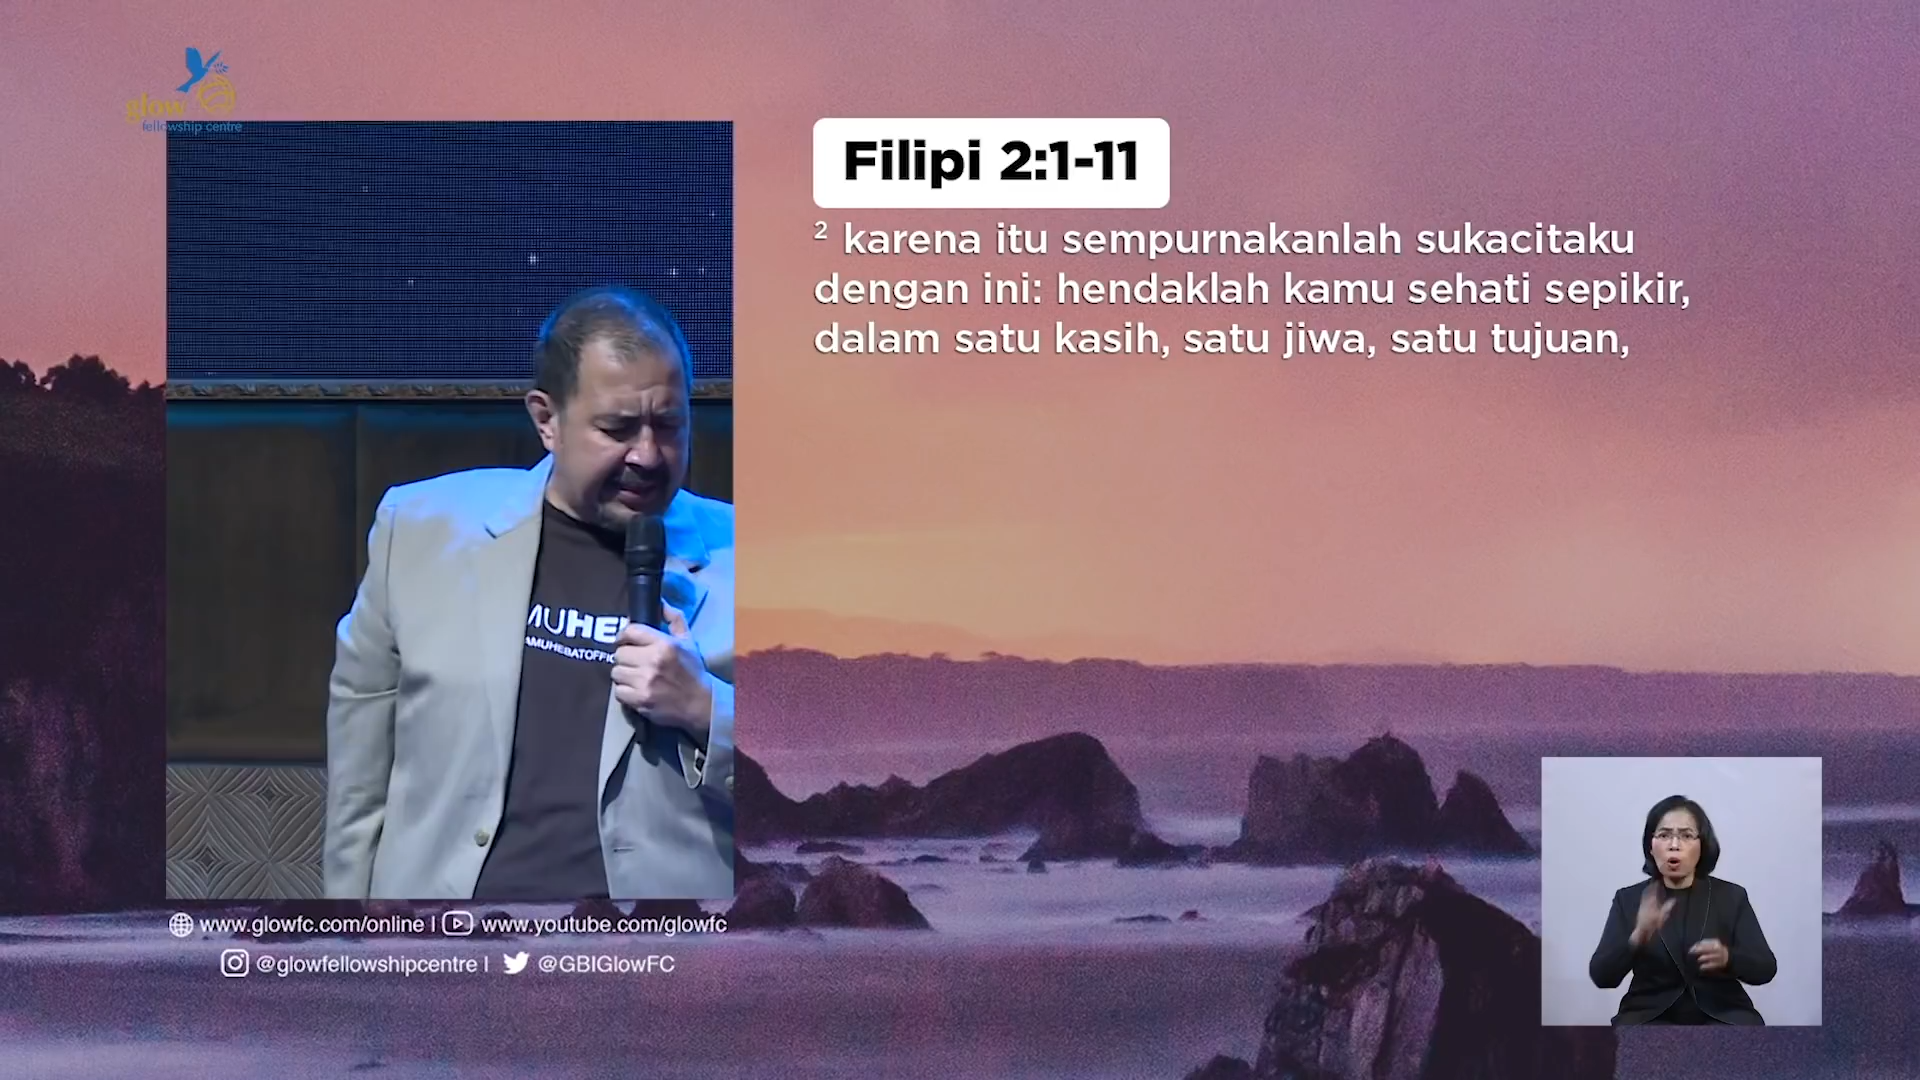 glow
fellowship centre
Filipi 2:1-11
2 karena itu sempurnakanlah sukacitaku
dengan ini: hendaklah kamu sehati sepikir,
dalam satu kasih, satu jiwa, satu tujuan,
MUHE
AMUHEBATOFFIC
www.glowfc.com/online | www.youtube.com/glowfc
@glowfellowshipcentre | @GBIGlowFC